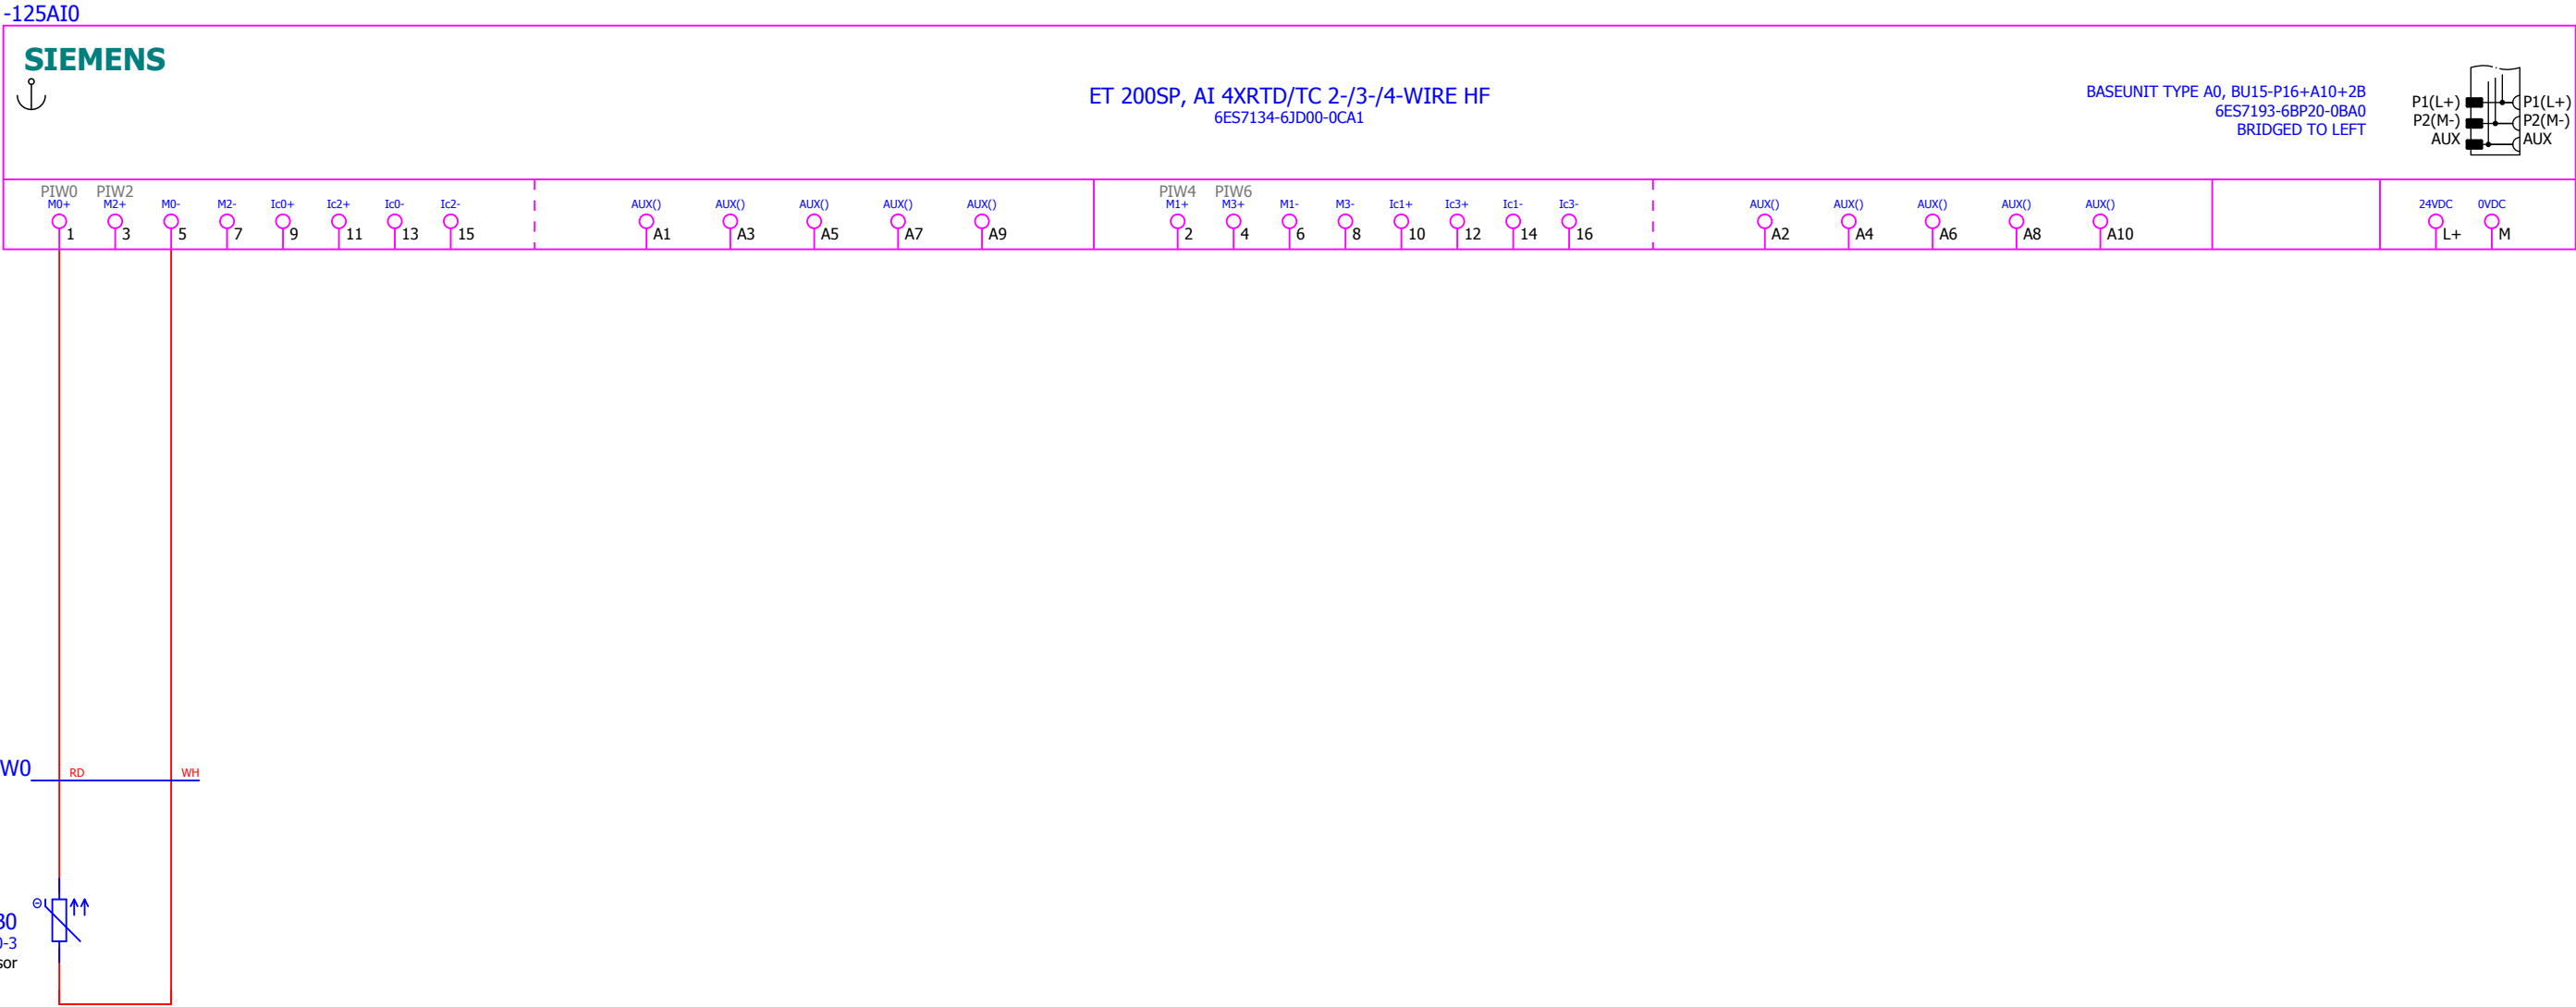 -125AI0
SIEMENS
ET 200SP, AI 4XRTD/TC 2-/3-/4-WIRE HF
6ES7134-6JD00-0CA1
BASEUNIT TYPE A0, BU15-P16+A10+2B
6ES7193-6BP20-0BA0
BRIDGED TO LEFT
P1(L+) P1(L+)
P2(M-) P2(M-)
AUX AUX
PIW0 PIW2 PIW4 PIW6
M0+ M2+ M0- M2- Ic0+ Ic2+ Ic0- Ic2- AUX() AUX() AUX() AUX() AUX() M1+ M3+ M1- M3- Ic1+ Ic3+ Ic1- Ic3- AUX() AUX() AUX() AUX() AUX() 24VDC 0VDC
1 3 5 7 9 11 13 15 A1 A3 A5 A7 A9 2 4 6 8 10 12 14 16 A2 A4 A6 A8 A10 L+ M
W0 RD WH
Θ
30
0-3
sor